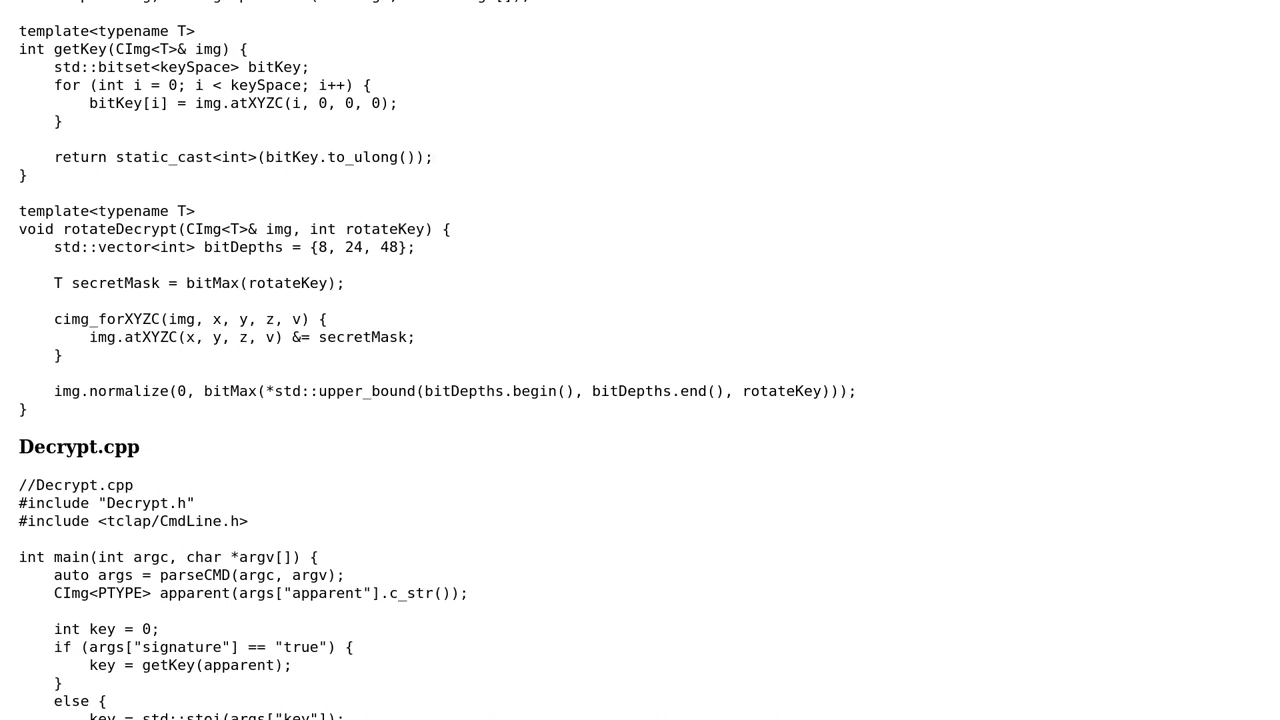 template<typename T>
int getKey(CImg<T>& img) {
    std::bitset<keySpace> bitKey;
    for (int i = 0; i < keySpace; i++) {
        bitKey[i] = img.atXYZC(i, 0, 0, 0);
    }

    return static_cast<int>(bitKey.to_ulong());
}

template<typename T>
void rotateDecrypt(CImg<T>& img, int rotateKey) {
    std::vector<int> bitDepths = {8, 24, 48};

    T secretMask = bitMax(rotateKey);

    cimg_forXYZC(img, x, y, z, v) {
        img.atXYZC(x, y, z, v) &= secretMask;
    }

    img.normalize(0, bitMax(*std::upper_bound(bitDepths.begin(), bitDepths.end(), rotateKey)));
}

Decrypt.cpp

//Decrypt.cpp
#include "Decrypt.h"
#include <tclap/CmdLine.h>

int main(int argc, char *argv[]) {
    auto args = parseCMD(argc, argv);
    CImg<PTYPE> apparent(args["apparent"].c_str());

    int key = 0;
    if (args["signature"] == "true") {
        key = getKey(apparent);
    }
    else {
        key = std::stoi(args["key"]);